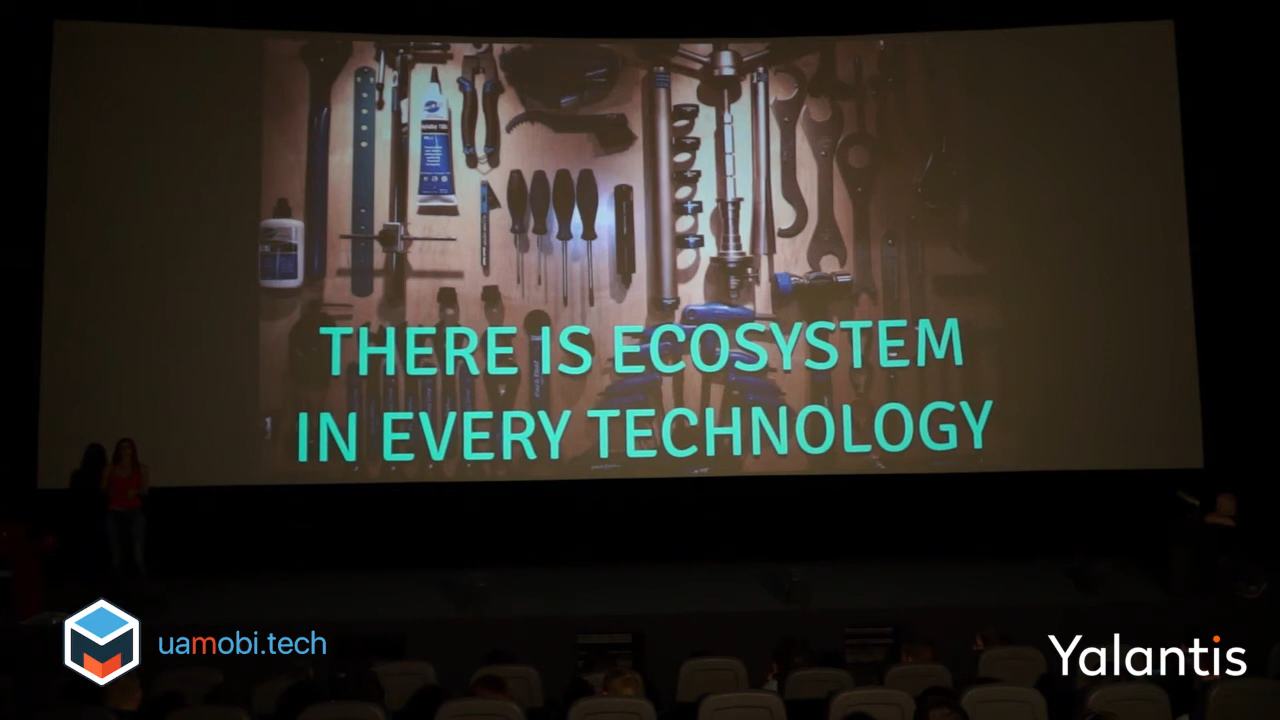 THERE IS ECOSYSTEM
IN EVERY TECHNOLOGY
uamobi.tech
Yalantis